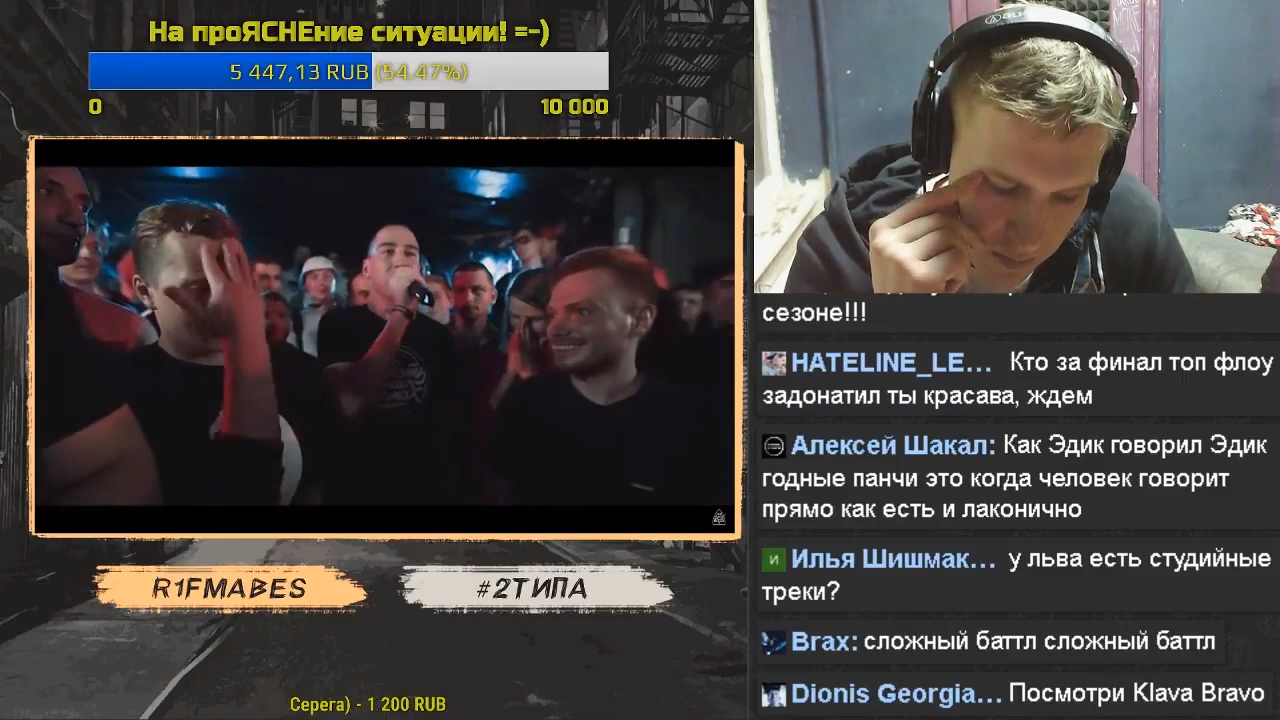 На проЯСНЕние ситуации! =-)
5 447,13 RUB (54.47%)
0
10 000
R1FMABES
#2ТИПА
Серега) - 1 200 RUB
сезоне!!!
HATELINE_LE... Кто за финал топ флоу
задонатил ты красава, ждем
Алексей Шакал: Как Эдик говорил Эдик
годные панчи это когда человек говорит
прямо как есть и лаконично
Илья Шишмак... у льва есть студийные
треки?
Brax: сложный баттл сложный баттл
Dionis Georgia... Посмотри Klava Bravo